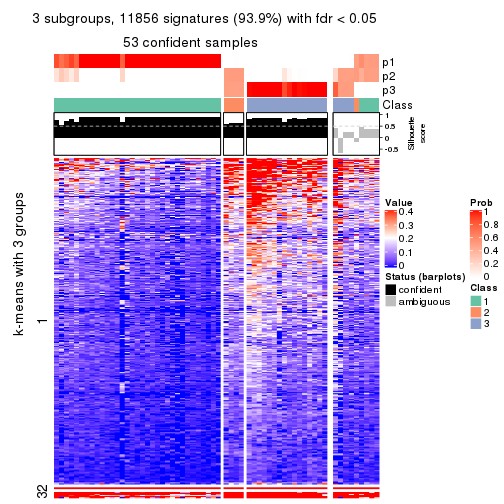 3 subgroups, 11856 signatures (93.9%) with fdr < 0.05
53 confident samples
p1
p2
p3
Class
1
0.5
0
-0.5
Silhouette
score
k-means with 3 groups
1
32
Value
0.4
0.3
0.2
0.1
0
Status (barplots)
confident
ambiguous
Prob
1
0.8
0.6
0.4
0.2
0
Class
1
2
3